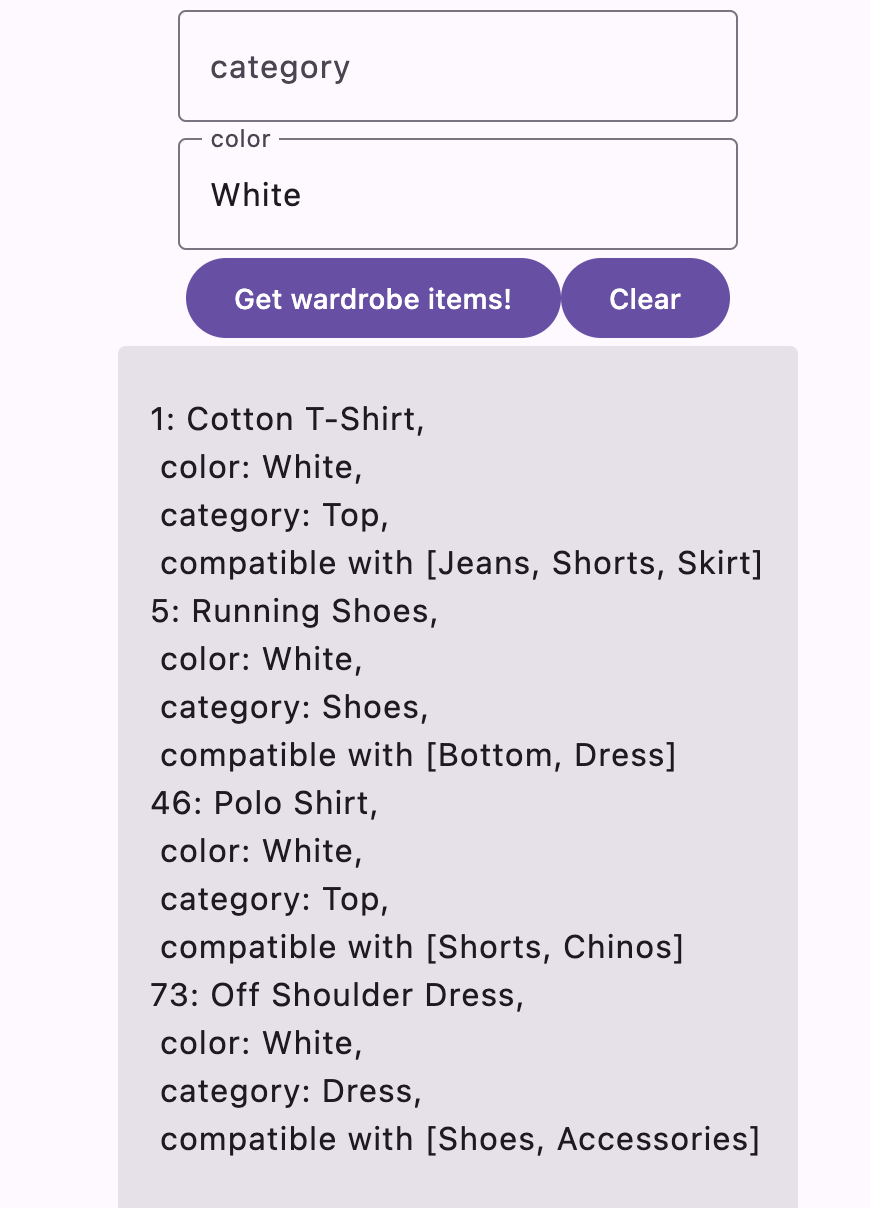 category
color
White
Get wardrobe items! Clear
1: Cotton T-Shirt,
color: White,
category: Top,
compatible with [Jeans, Shorts, Skirt]
5: Running Shoes,
color: White,
category: Shoes,
compatible with [Bottom, Dress]
46: Polo Shirt,
color: White,
category: Top,
compatible with [Shorts, Chinos]
73: Off Shoulder Dress,
color: White,
category: Dress,
compatible with [Shoes, Accessories]